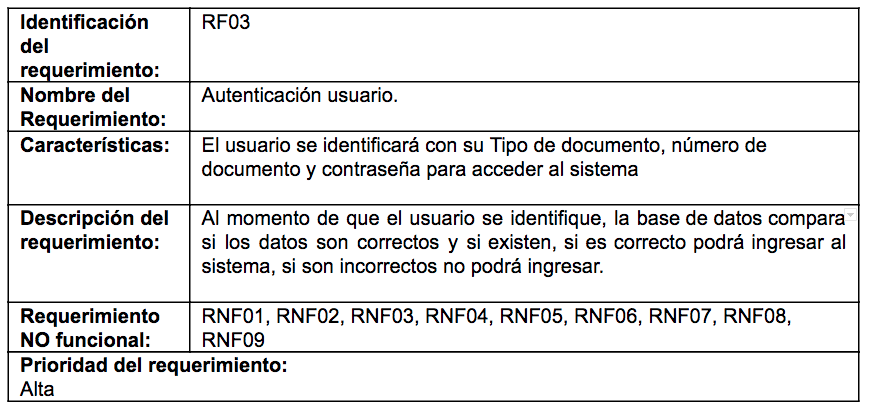 Identificación
RF03
del
requerimiento:
Nombre del
Autenticación usuario.
Requerimiento:
Características:
El usuario se identificará con su Tipo de documento, número de
documento y contraseña para acceder al sistema
Descripción del
requerimiento:
Al momento de que el usuario se identifique, la base de datos compara
si los datos son correctos y si existen, si es correcto podrá ingresar al
sistema, si son incorrectos no podrá ingresar.
Requerimiento
NO funcional:
RNF01, RNF02, RNF03, RNF04, RNF05, RNF06, RNF07, RNF08,
RNF09
Prioridad del requerimiento:
Alta